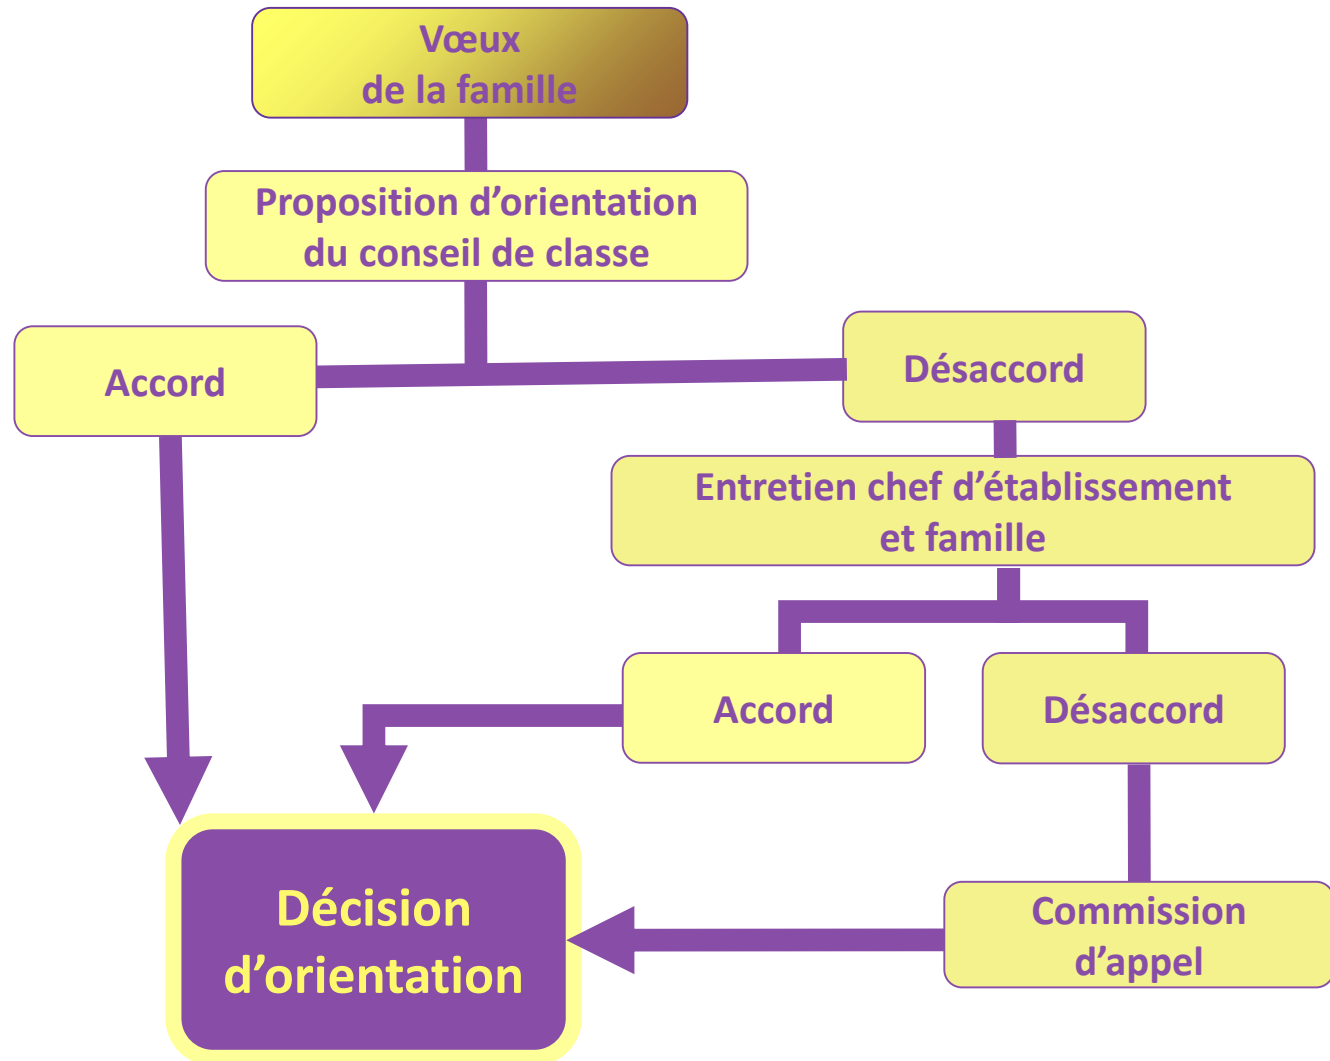 Vœux
de la famille
Proposition d’orientation
du conseil de classe
Accord
Désaccord
Entretien chef d’établissement
et famille
Accord
Désaccord
Décision
d’orientation
Commission
d’appel